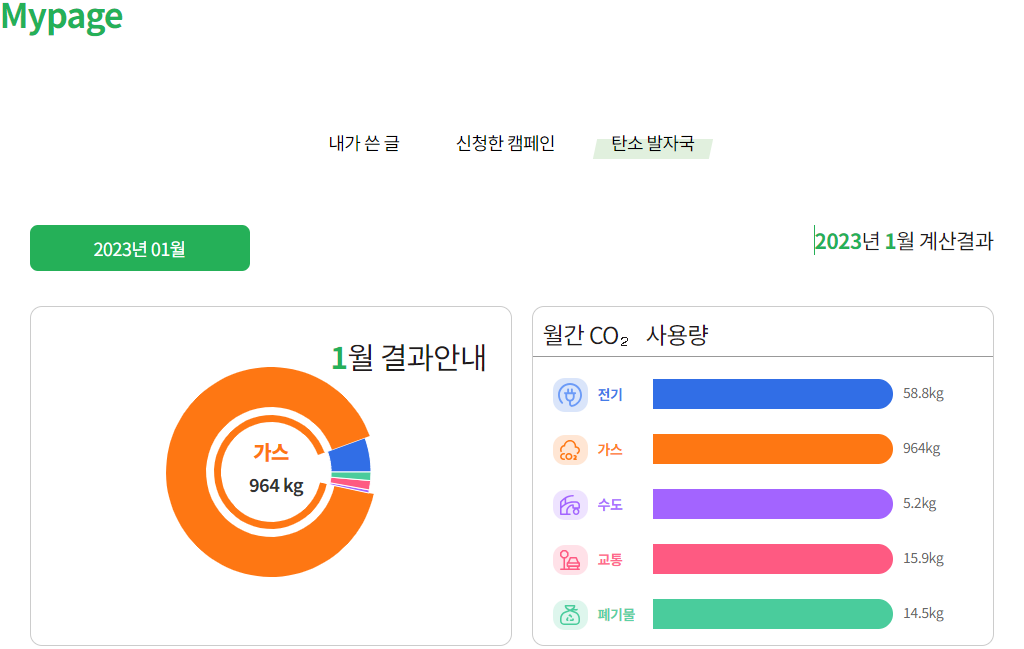 Mypage
내가 쓴 글 신청한 캠페인 탄소 발자국
2023년 01월
2023년 1월 계산결과
1월 결과안내
가스
964 kg
월간 CO₂ 사용량
전기 58.8kg
CO₂ 가스 964kg
수도 5.2kg
교통 15.9kg
폐기물 14.5kg